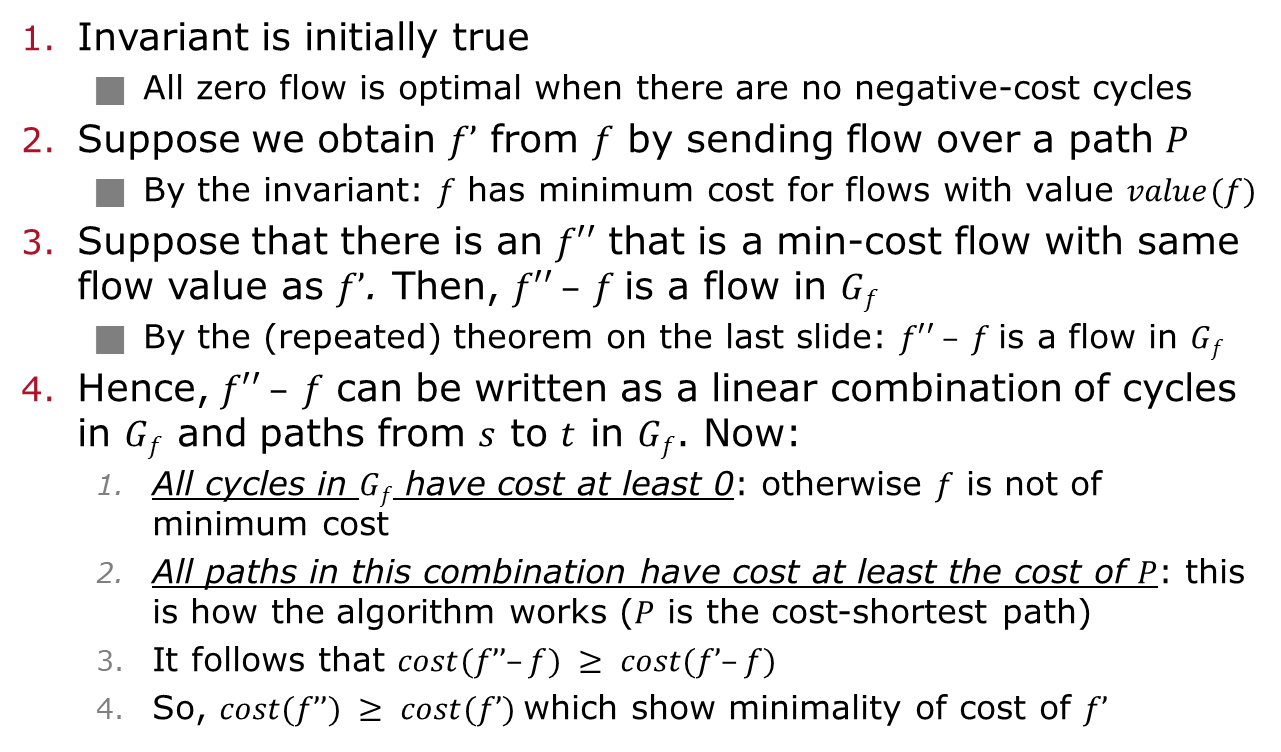 1. Invariant is initially true
■ All zero flow is optimal when there are no negative-cost cycles
2. Suppose we obtain f’ from f by sending flow over a path P
■ By the invariant: f has minimum cost for flows with value value(f)
3. Suppose that there is an f′′ that is a min-cost flow with same
flow value as f’. Then, f′′ – f is a flow in G_f
■ By the (repeated) theorem on the last slide: f′′ – f is a flow in G_f
4. Hence, f′′ – f can be written as a linear combination of cycles
in G_f and paths from s to t in G_f. Now:
1. All cycles in G_f have cost at least 0: otherwise f is not of
minimum cost
2. All paths in this combination have cost at least the cost of P: this
is how the algorithm works (P is the cost-shortest path)
3. It follows that cost(f”–f) ≥ cost(f’–f)
4. So, cost(f”) ≥ cost(f’) which show minimality of cost of f’